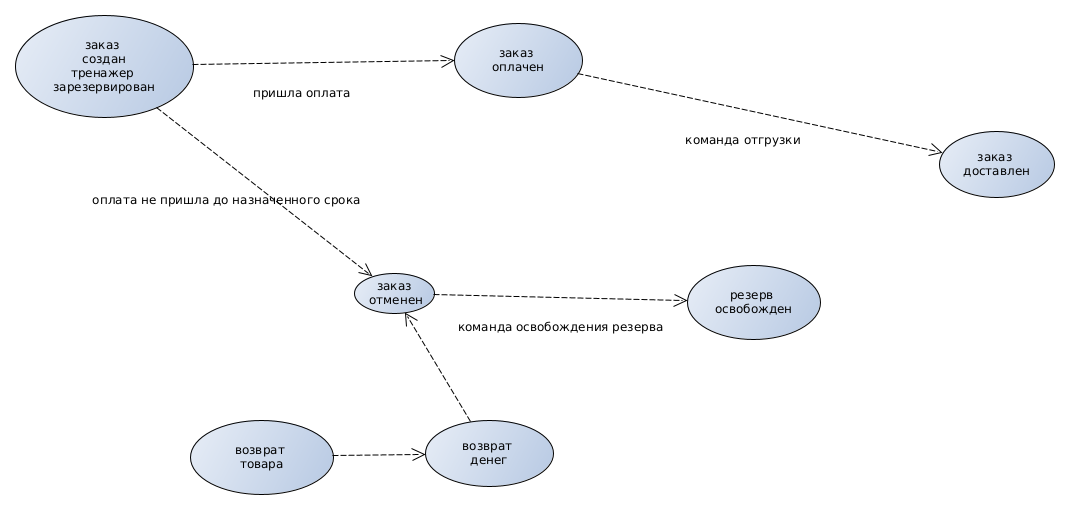 заказ
создан
тренажер
зарезервирован
заказ
оплачен
пришла оплата
команда отгрузки
заказ
доставлен
оплата не пришла до назначенного срока
заказ
отменен
резерв
освобожден
команда освобождения резерва
возврат
товара
возврат
денег